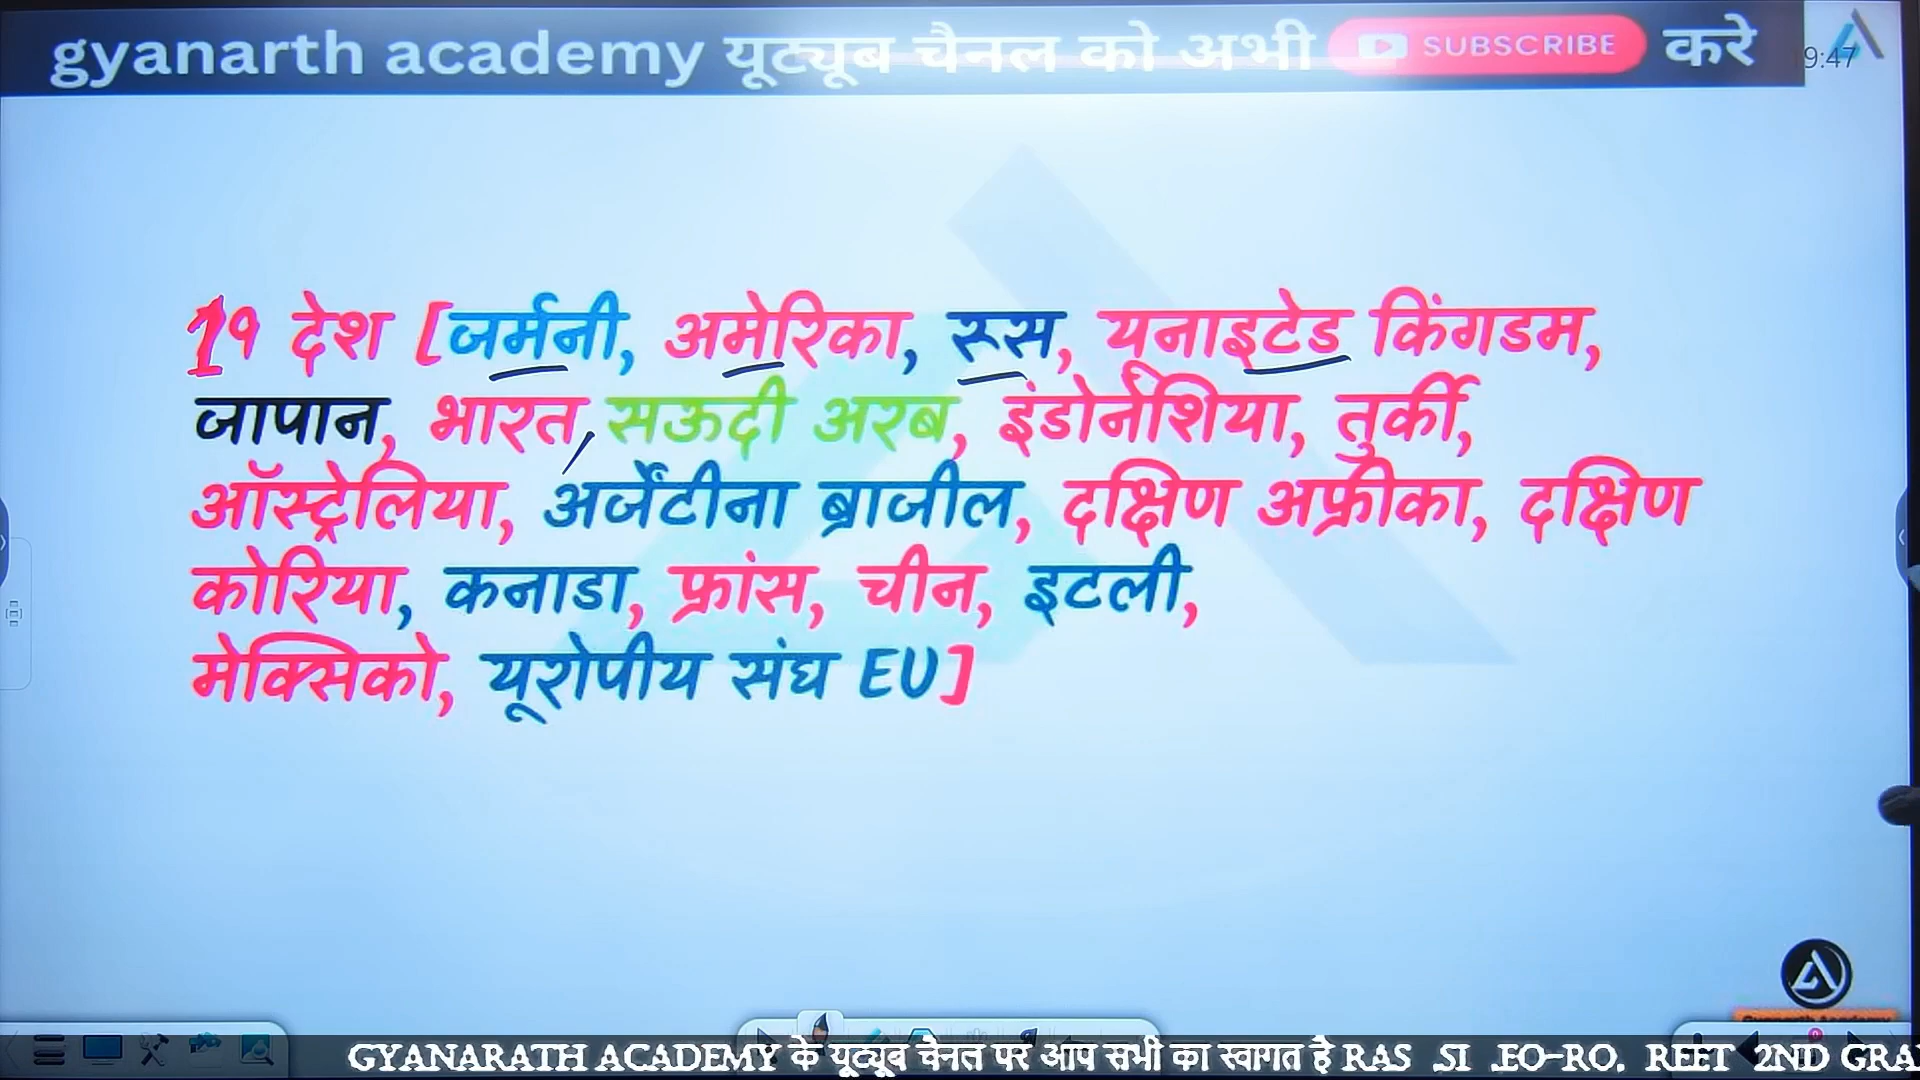 gyanarth academy यूट्यूब चैनल को अभी SUBSCRIBE करे
9:47
19 देश [जर्मनी, अमेरिका, रूस, यूनाइटेड किंगडम,
जापान, भारत, सऊदी अरब, इंडोनेशिया, तुर्की,
ऑस्ट्रेलिया, अर्जेंटीना ब्राजील, दक्षिण अफ्रीका, दक्षिण
कोरिया, कनाडा, फ्रांस, चीन, इटली,
मेक्सिको, यूरोपीय संघ EU]
GYANARATH ACADEMY के यूट्यूब चैनल पर आप सभी का स्वागत है RAS .SI .EO-RO. REET 2ND GRA